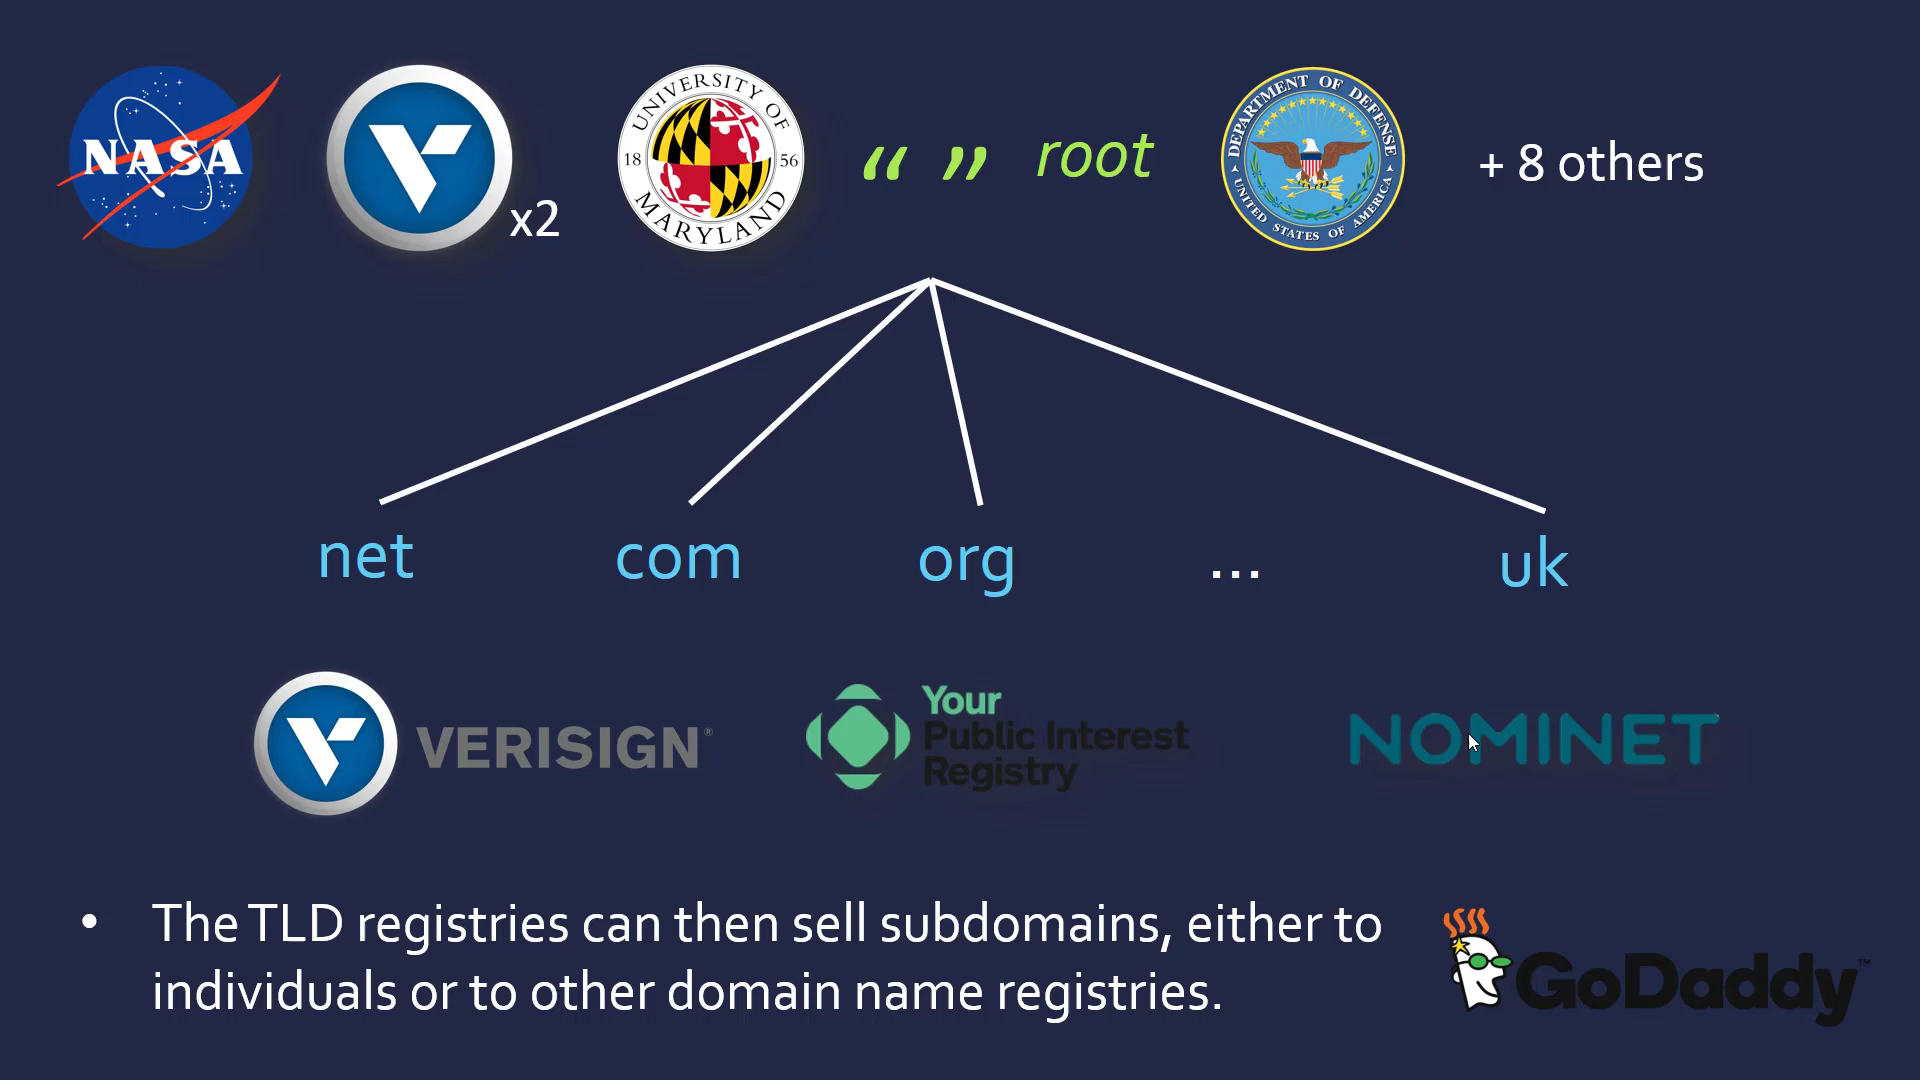 NASA
x2
UNIVERSITY OF
18 56
MARYLAND
“ ” root
DEPARTMENT OF DEFENSE
UNITED STATES OF AMERICA
+ 8 others
net com org ... uk
VERISIGN®
Your
Public Interest
Registry
NOMINET
• The TLD registries can then sell subdomains, either to
individuals or to other domain name registries.
GoDaddy™